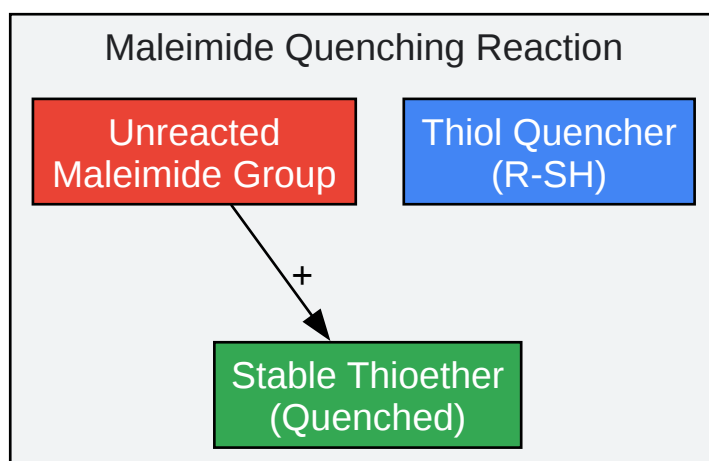 Maleimide Quenching Reaction
Unreacted
Maleimide Group
Thiol Quencher
(R-SH)
+
Stable Thioether
(Quenched)